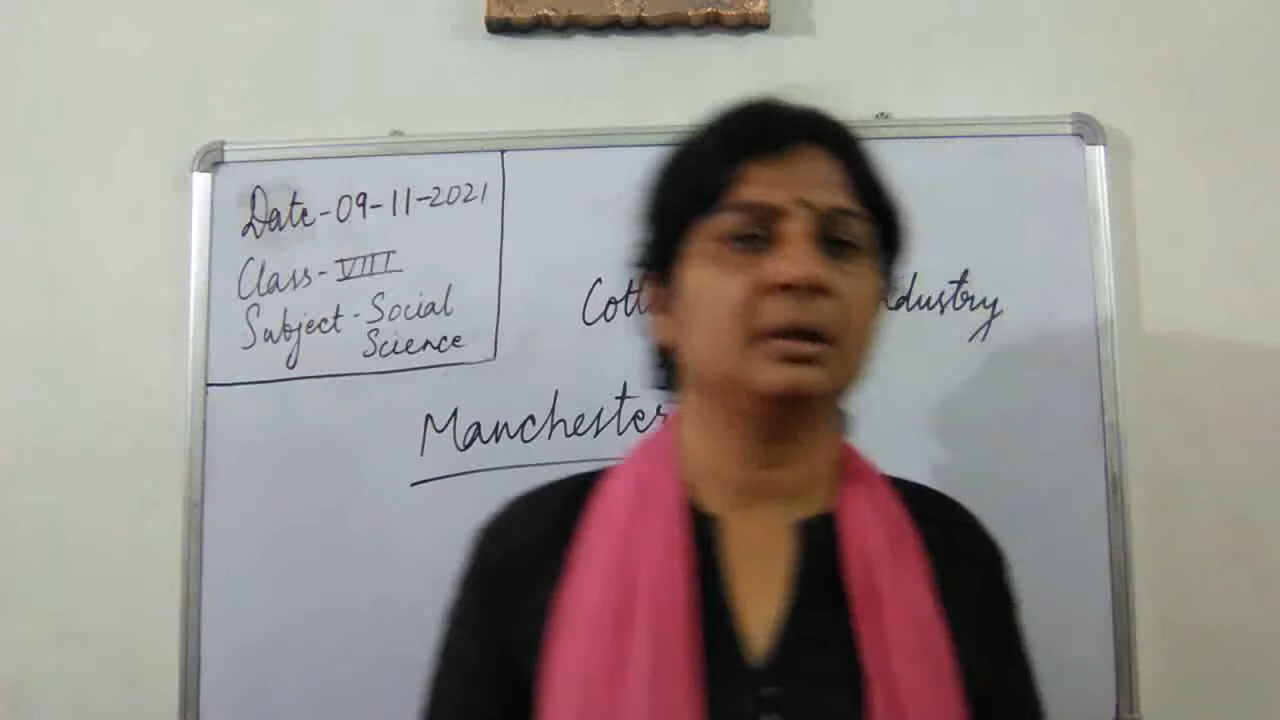 Date-09-11-2021
Class-VIII
Subject-Social
Science
Manchester